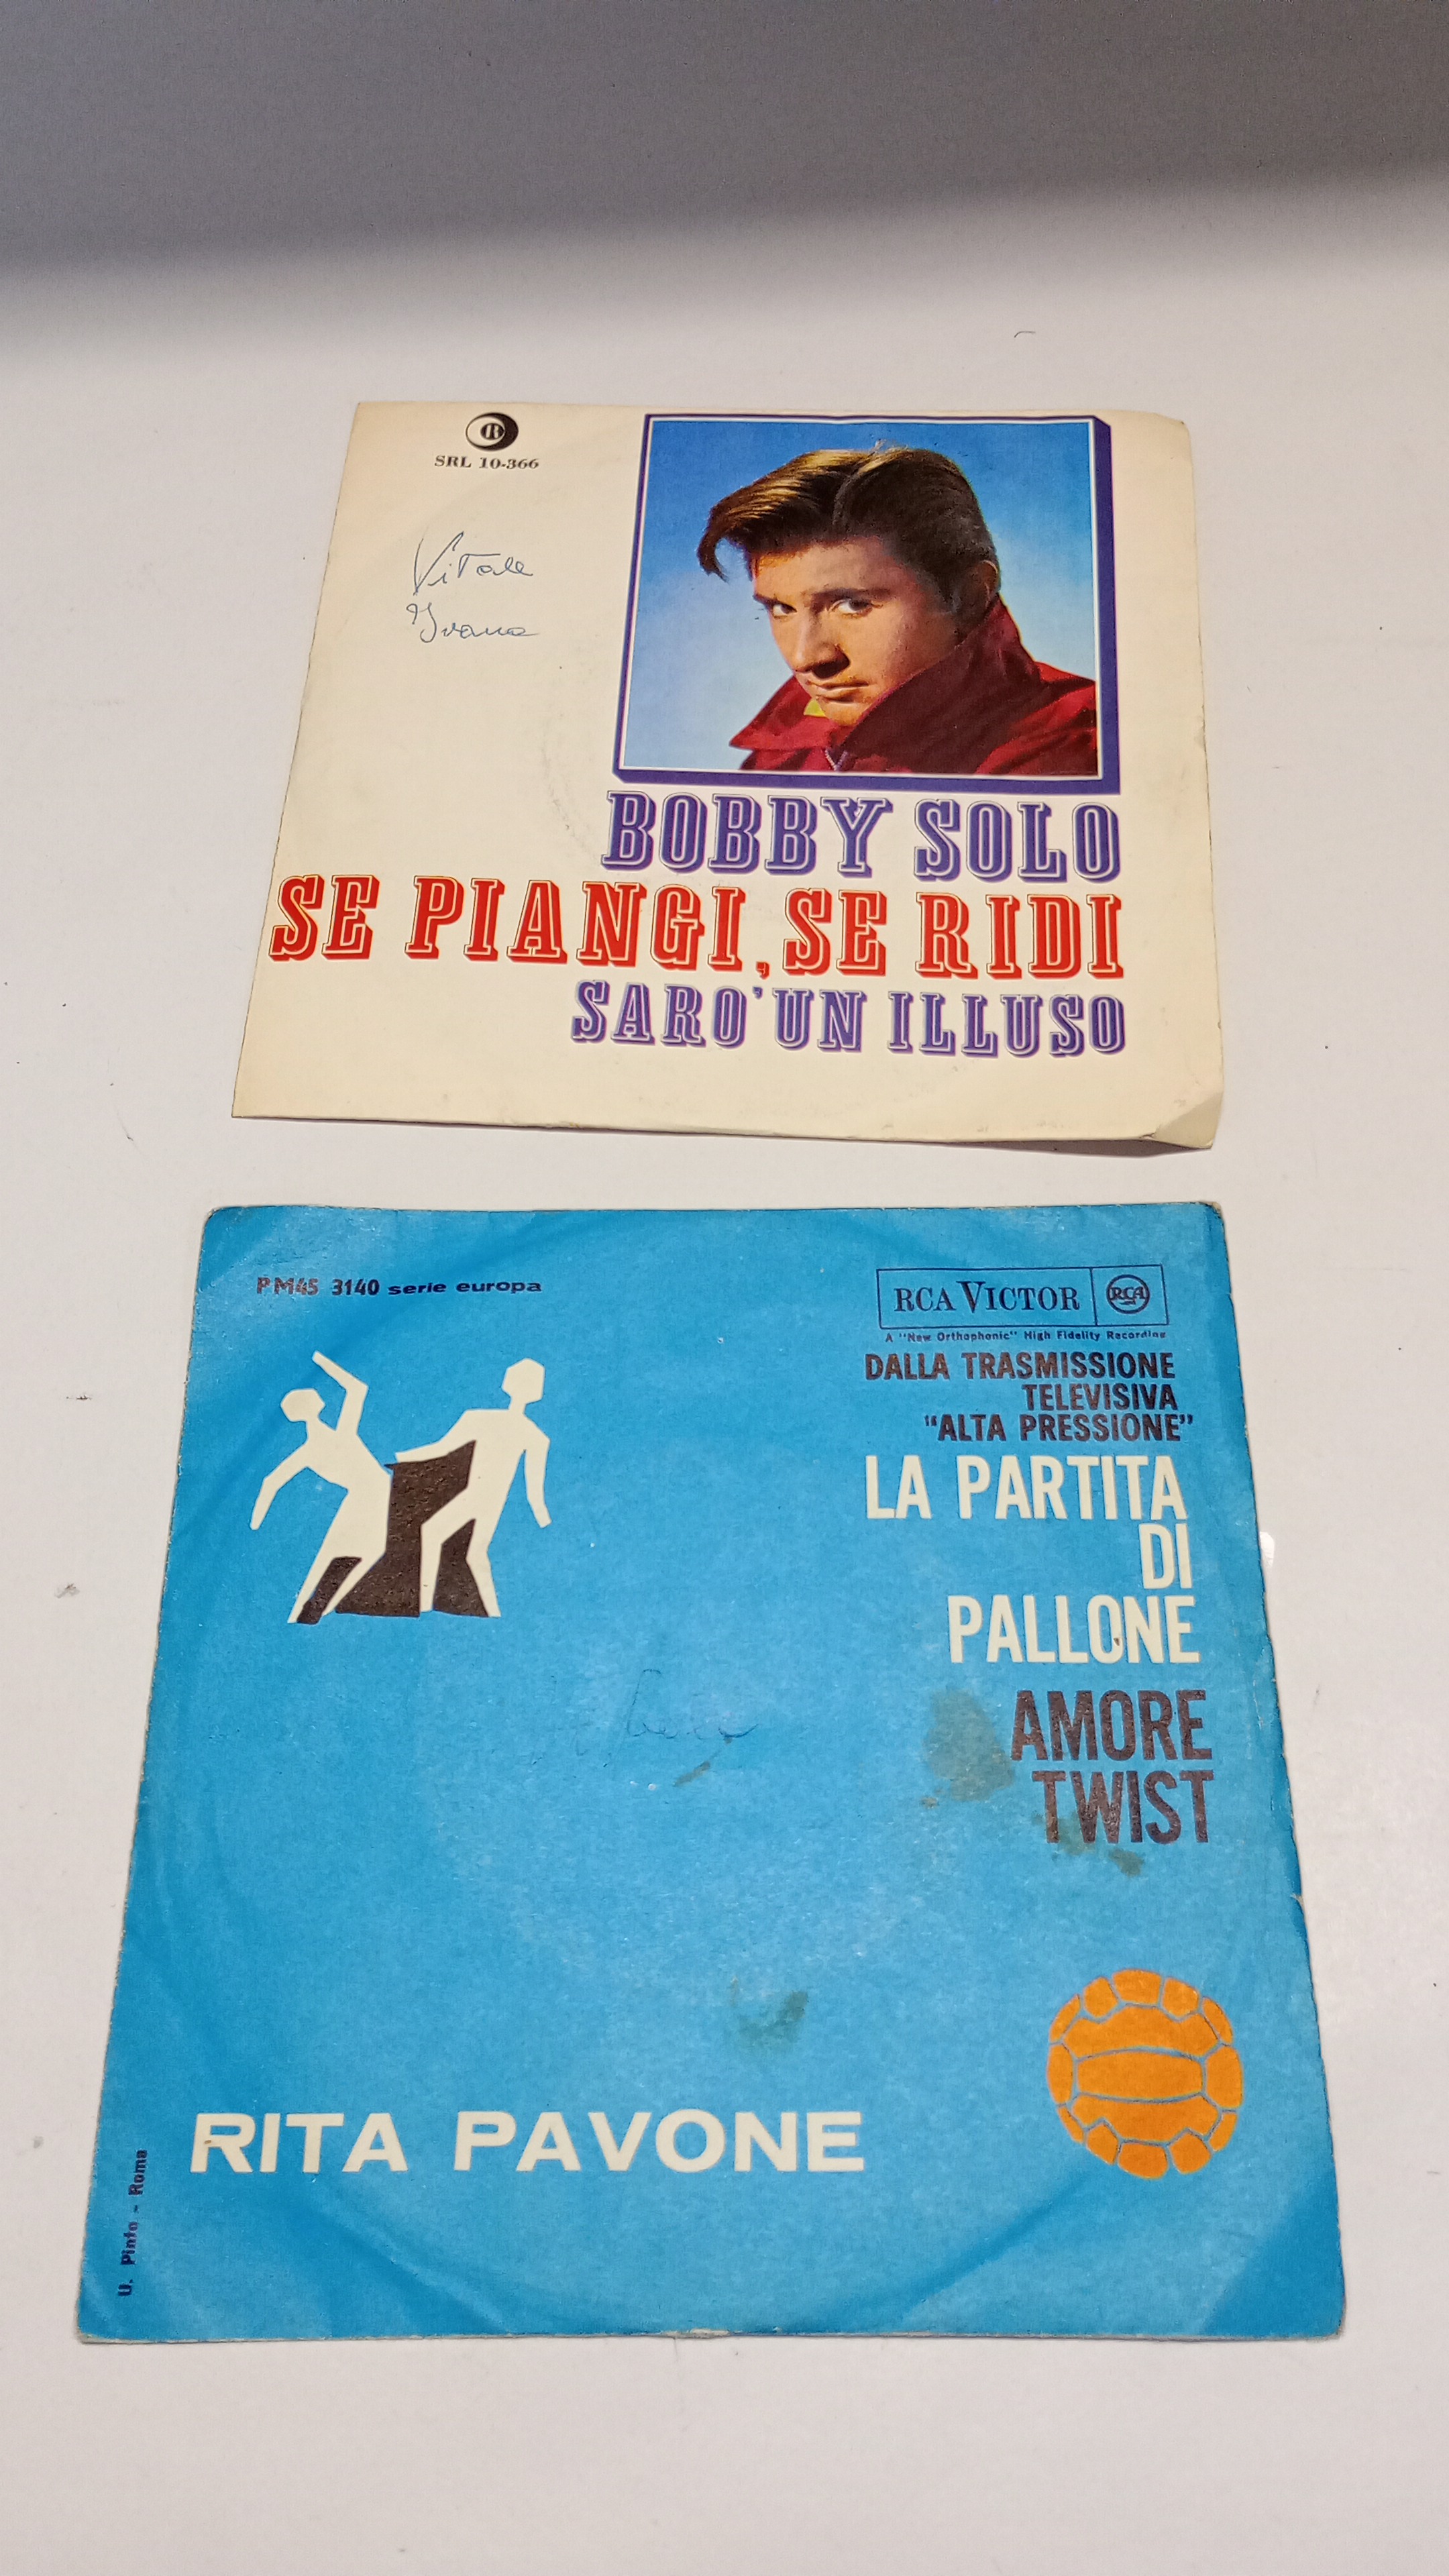 SRL 10-366
Vitale
Ivana
BOBBY SOLO
SE PIANGI, SE RIDI
SARO' UN ILLUSO
PM45 3140 serie europa
RCA VICTOR RCA
A "New Orthophonic" High Fidelity Recording
DALLA TRASMISSIONE
TELEVISIVA
"ALTA PRESSIONE"
LA PARTITA
DI
PALLONE
AMORE
TWIST
RITA PAVONE
U. Pinto - Roma